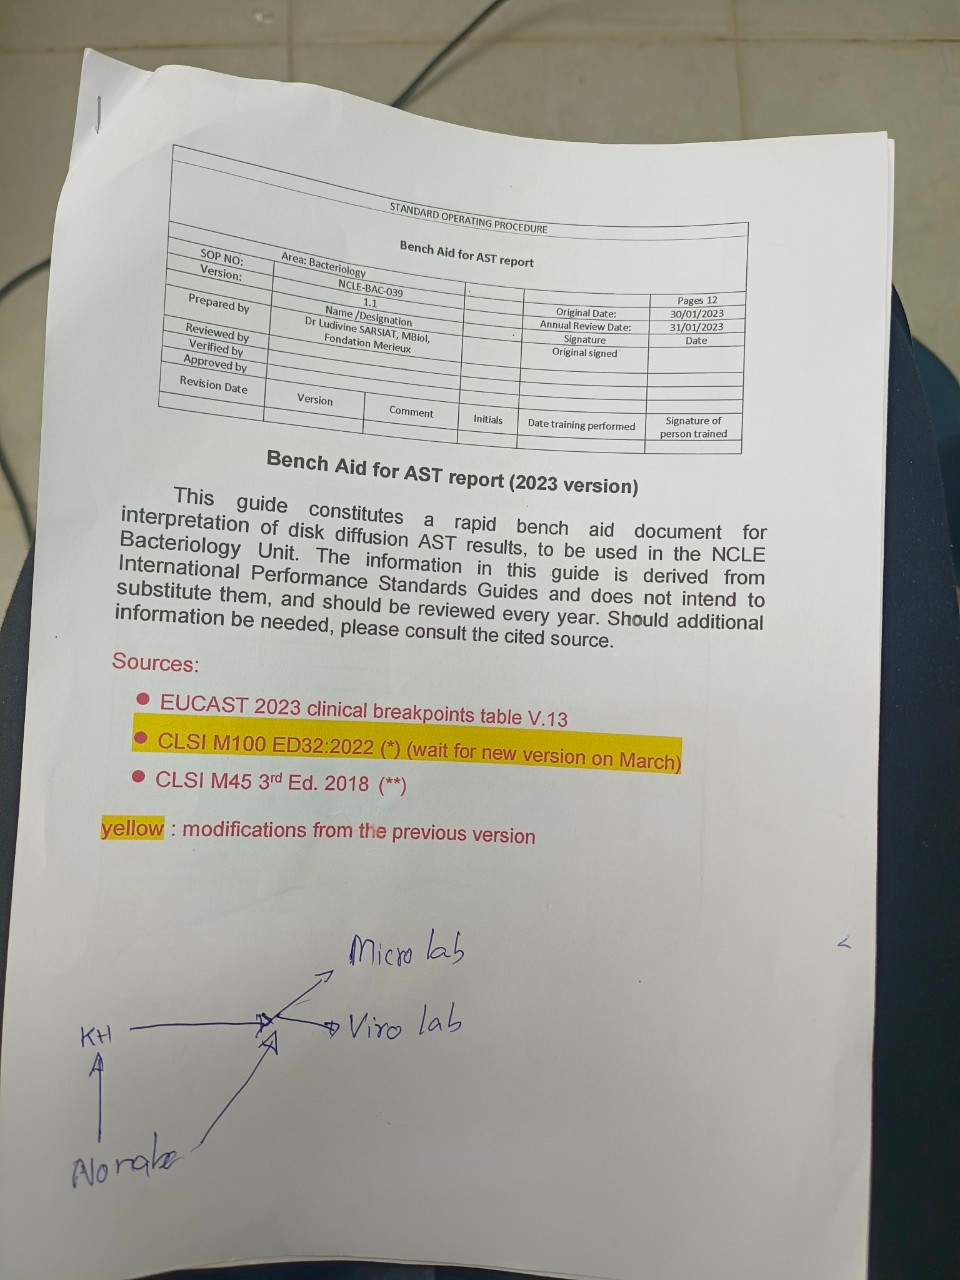 STANDARD OPERATING PROCEDURE
Bench Aid for AST report
Area: Bacteriology
SOP NO: NCLE-BAC-039 Pages 12
Version: 1.1 Original Date: 30/01/2023
Name /Designation Annual Review Date: 31/01/2023
Prepared by Dr Ludivine SARSIAT, MBiol, Signature Date
Fondation Merieux Original signed
Reviewed by
Verified by
Approved by
Revision Date Version Comment Initials Date training performed Signature of
person trained
Bench Aid for AST report (2023 version)
This guide constitutes a rapid bench aid document for
interpretation of disk diffusion AST results, to be used in the NCLE
Bacteriology Unit. The information in this guide is derived from
International Performance Standards Guides and does not intend to
substitute them, and should be reviewed every year. Should additional
information be needed, please consult the cited source.
Sources:
• EUCAST 2023 clinical breakpoints table V.13
• CLSI M100 ED32:2022 (*) (wait for new version on March)
• CLSI M45 3rd Ed. 2018 (**)
yellow : modifications from the previous version
Micro lab
KH Viro lab